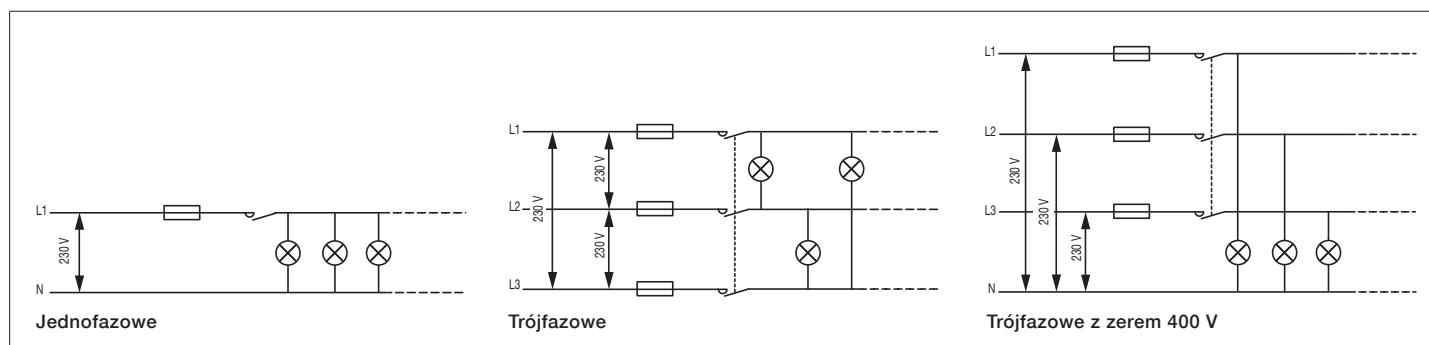 L1
230 V
N
Jednofazowe
L1
230 V
L2
230 V
230 V
L3
Trójfazowe
L1
L2
230 V
230 V
L3
230 V
N
Trójfazowe z zerem 400 V